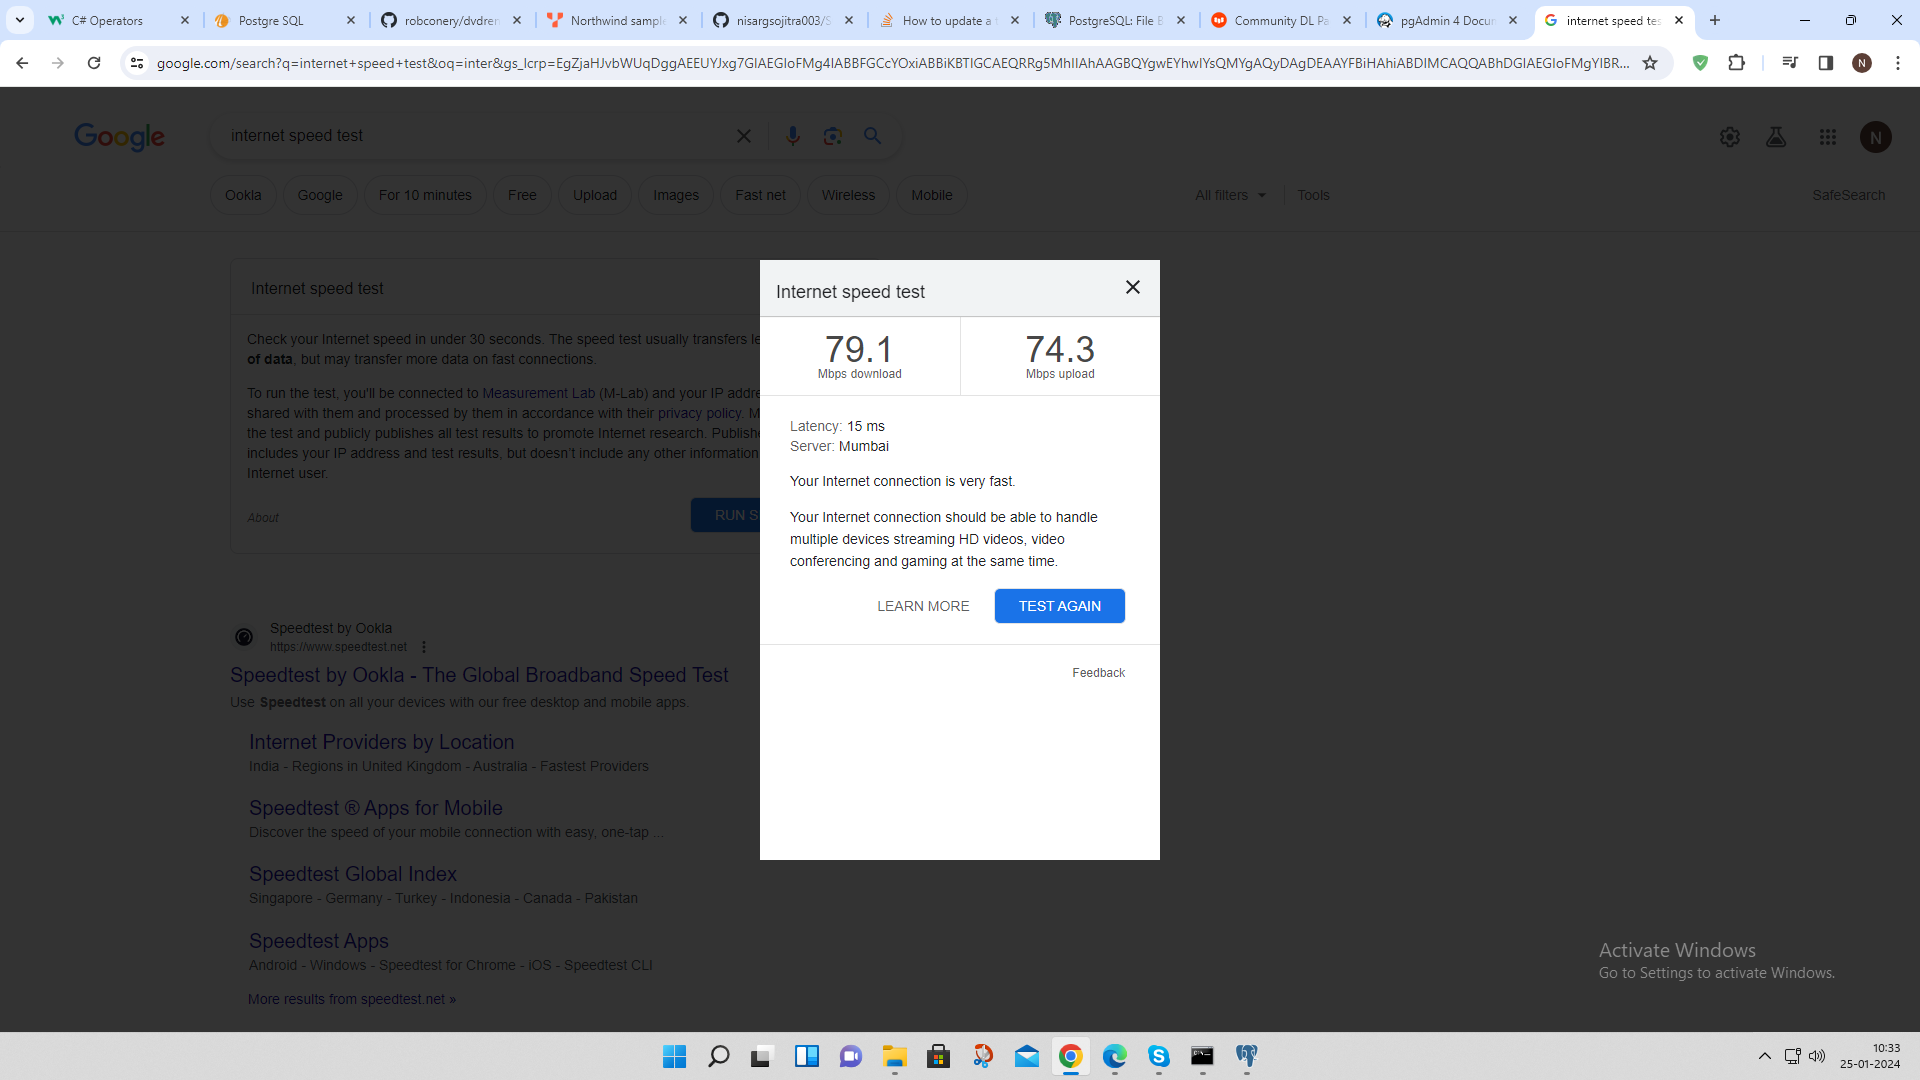 C# Operators
Postgre SQL
robconery/dvdren
Northwind sample
nisargsojitra003/S
How to update a t
PostgreSQL: File B
Community DL Pa
pgAdmin 4 Docum
internet speed tes
google.com/search?q=internet+speed+test&oq=inter&gs_lcrp=
Google
internet speed test
N
Ookla
Google
For 10 minutes
Free
Upload
Images
Fast net
Wireless
Mobile
All filters
Tools
SafeSearch
Internet speed test
Check your Internet speed in under 30 seconds. The speed test usually transfers
of data, but may transfer more data on fast connections.
To run the test, you'll be connected to Measurement Lab (M-Lab) and your IP addre
shared with them and processed by them in accordance with their privacy policy. M
the test and publicly publishes all test results to promote Internet research. Publishe
includes your IP address and test results, but doesn't include any other information
Internet user.
About
RUN S
Internet speed test
79.1
Mbps download
74.3
Mbps upload
Latency: 15 ms
Server: Mumbai
Your Internet connection is very fast.
Your Internet connection should be able to handle
multiple devices streaming HD videos, video
conferencing and gaming at the same time.
LEARN MORE
TEST AGAIN
Feedback
Speedtest by Ookla
https://www.speedtest.net
Speedtest by Ookla - The Global Broadband Speed Test
Use Speedtest on all your devices with our free desktop and mobile apps.
Internet Providers by Location
India - Regions in United Kingdom - Australia - Fastest Providers
Speedtest ® Apps for Mobile
Discover the speed of your mobile connection with easy, one-tap ...
Speedtest Global Index
Singapore - Germany - Turkey - Indonesia - Canada - Pakistan
Speedtest Apps
Android - Windows - Speedtest for Chrome - iOS - Speedtest CLI
More results from speedtest.net »
Activate Windows
Go to Settings to activate Windows.
10:33
25-01-2024